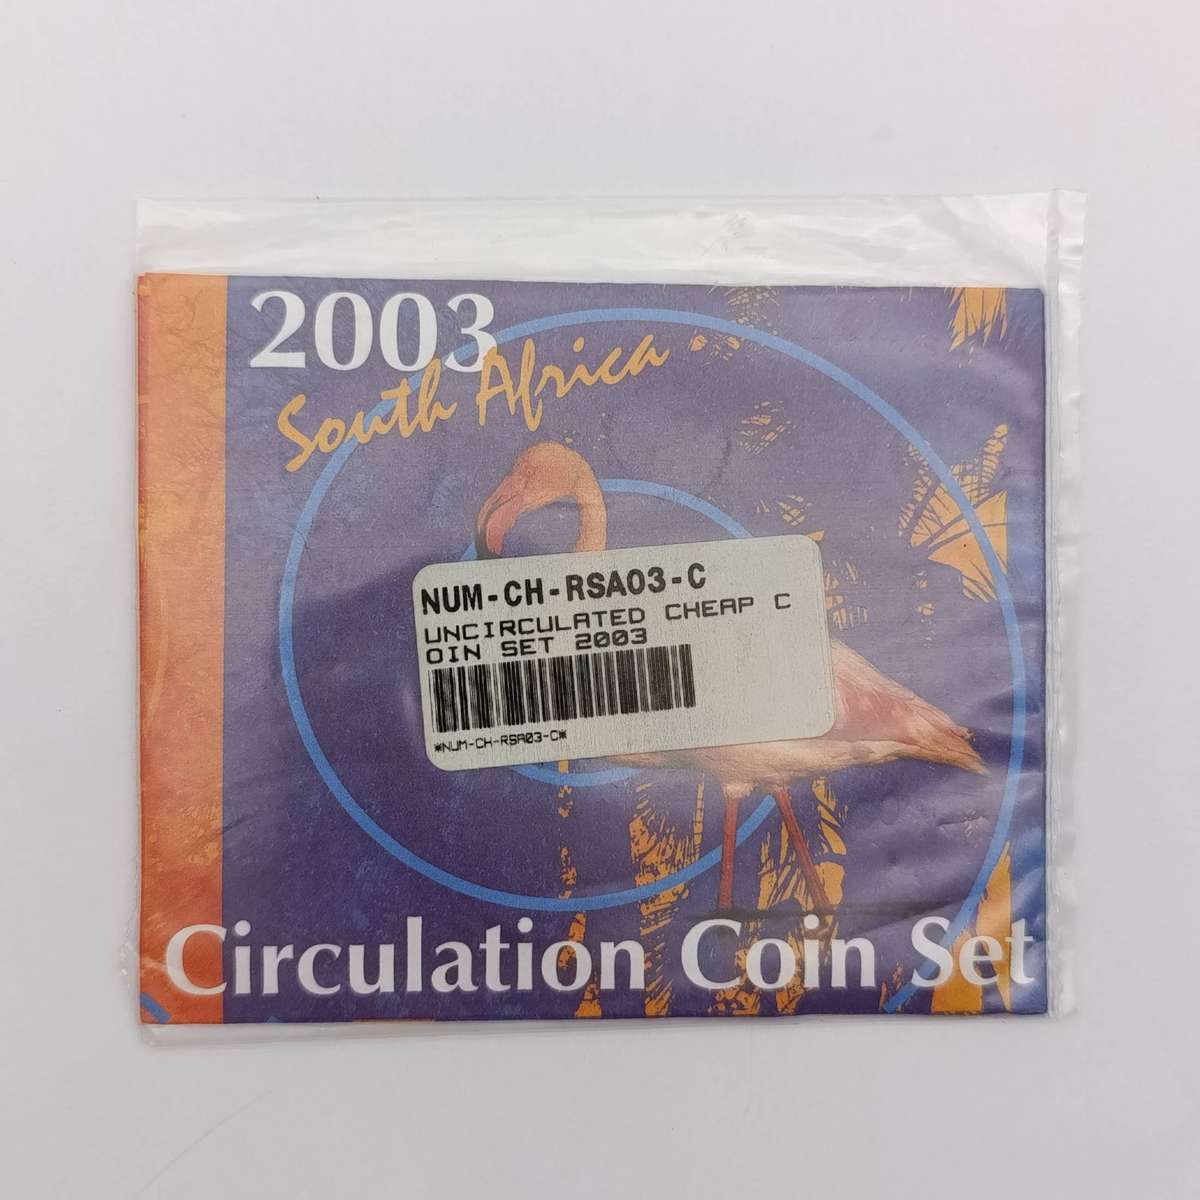 2003
South Africa
NUM-CH-RSA03-C
UNCIRCULATED CHEAP C
OIN SET 2003
*NUM-CH-RSA03-C*
Circulation Coin Set